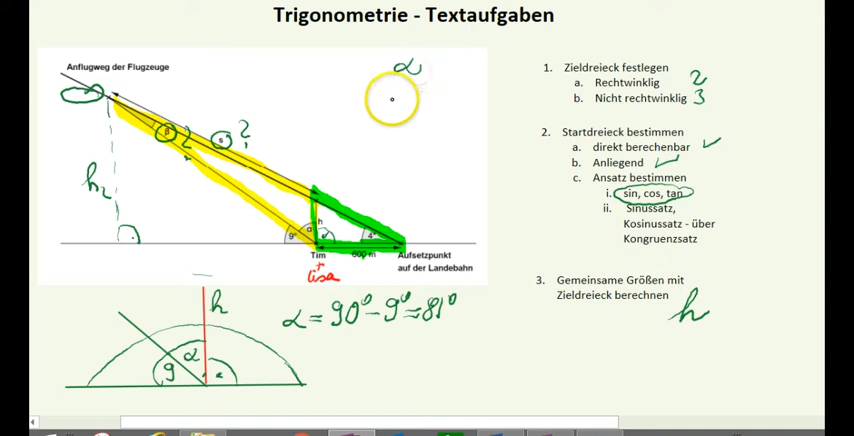 Trigonometrie - Textaufgaben
Anflugweg der Flugzeuge
α
β
?
s
?
h₂
h
α
9°
4°
600 m
Tim
+
Lisa
Aufsetzpunkt
auf der Landebahn
1. Zieldreieck festlegen
a. Rechtwinklig 2
b. Nicht rechtwinklig 3
2. Startdreieck bestimmen
a. direkt berechenbar ✓
b. Anliegend ✓
c. Ansatz bestimmen
i. sin, cos, tan
ii. Sinussatz,
Kosinussatz - über
Kongruenzsatz
3. Gemeinsame Größen mit
Zieldreieck berechnen
h
h
α
9
α = 90° - 9° = 81°